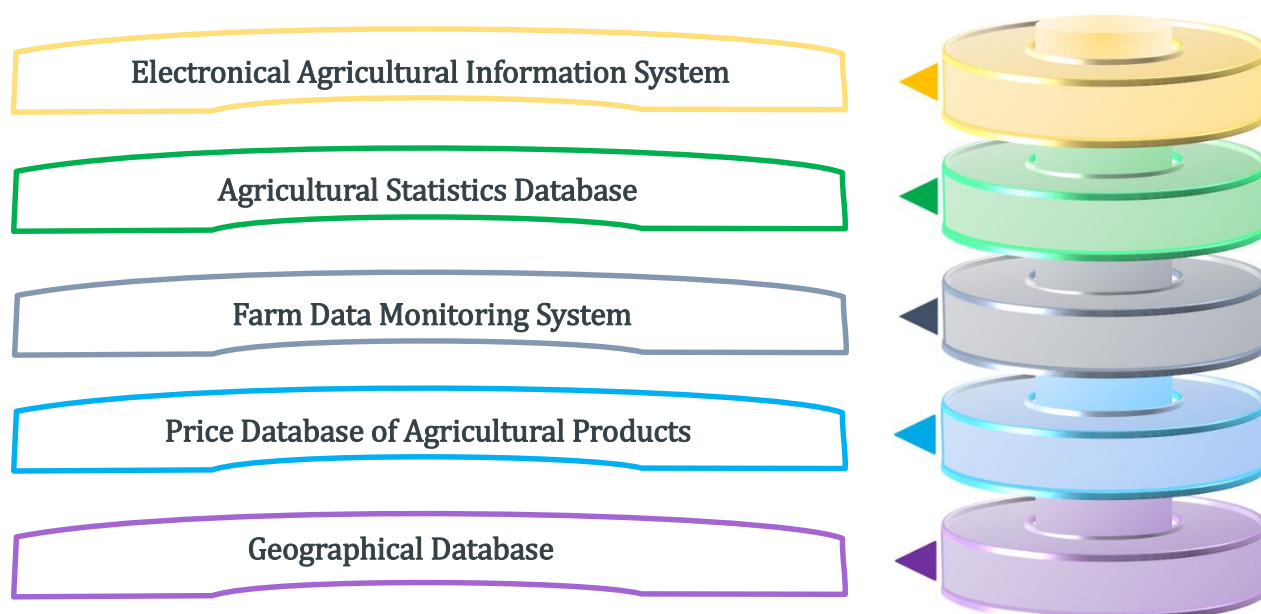 Electronical Agricultural Information System
Agricultural Statistics Database
Farm Data Monitoring System
Price Database of Agricultural Products
Geographical Database